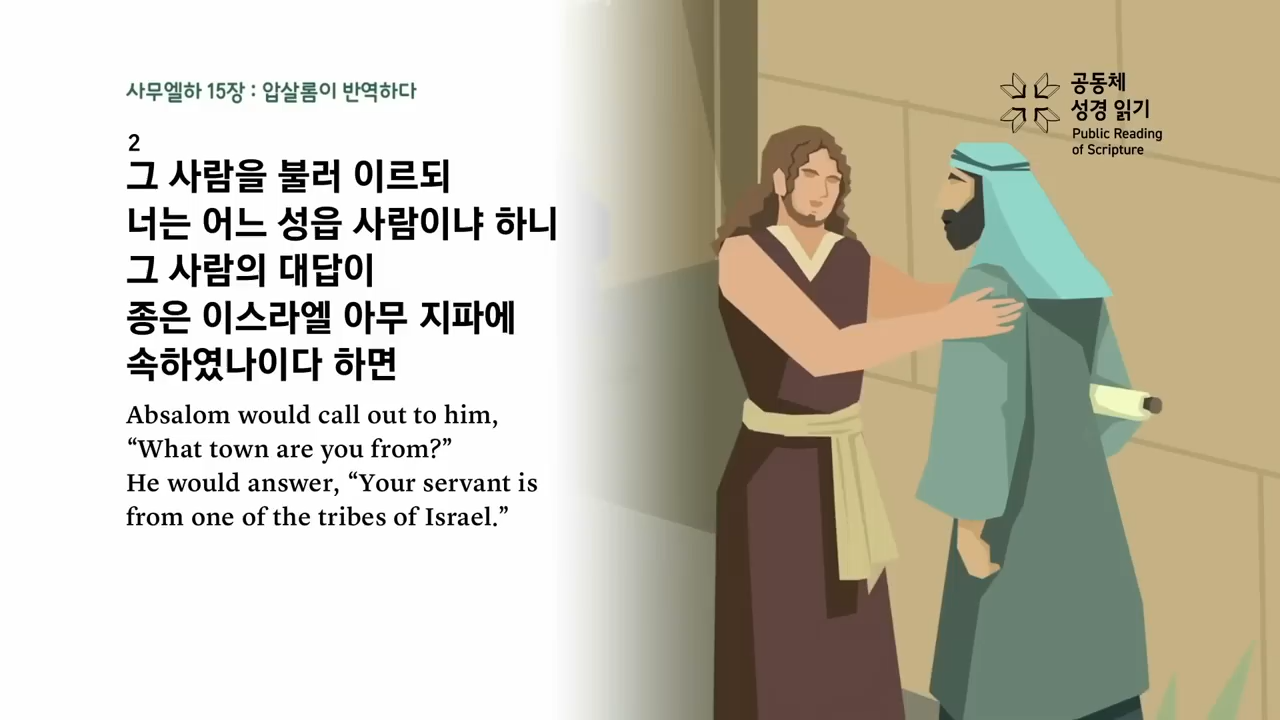 사무엘하 15장 : 압살롬이 반역하다
2
그 사람을 불러 이르되
너는 어느 성읍 사람이냐 하니
그 사람의 대답이
종은 이스라엘 아무 지파에
속하였나이다 하면
Absalom would call out to him,
“What town are you from?”
He would answer, “Your servant is
from one of the tribes of Israel.”
공동체
성경 읽기
Public Reading
of Scripture